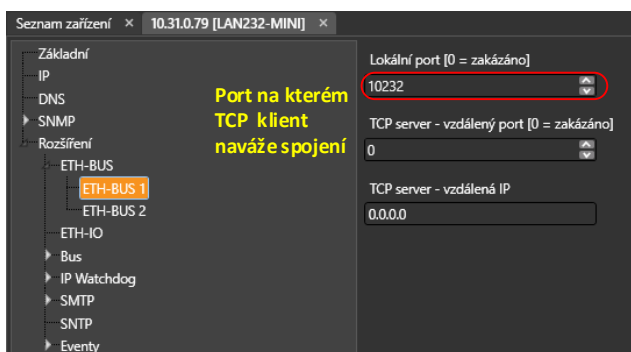 Seznam zařízení × 10.31.0.79 [LAN232-MINI] ×
Základní
IP
DNS
SNMP
Rozšíření
ETH-BUS
ETH-BUS 1
ETH-BUS 2
ETH-IO
Bus
IP Watchdog
SMTP
SNTP
Eventy
Port na kterém
TCP klient
naváže spojení
Lokální port [0 = zakázáno]
10232
TCP server - vzdálený port [0 = zakázáno]
0
TCP server - vzdálená IP
0.0.0.0